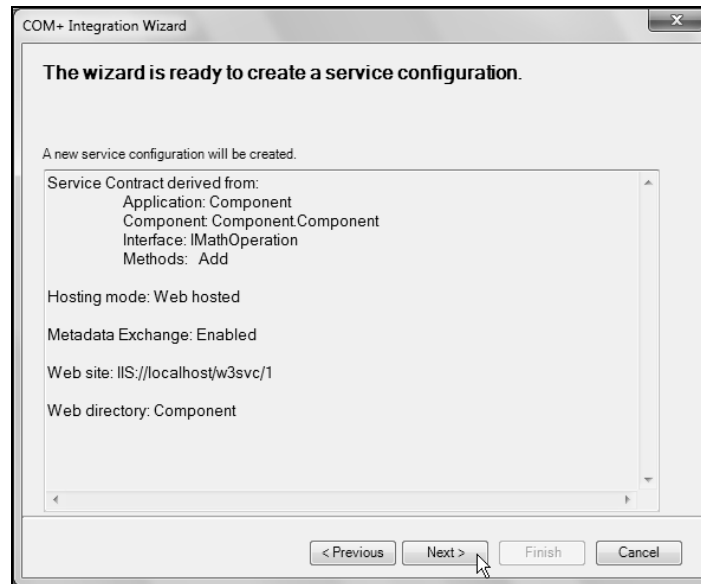 COM+ Integration Wizard
The wizard is ready to create a service configuration.
A new service configuration will be created.
Service Contract derived from:
Application: Component
Component: Component.Component
Interface: IMathOperation
Methods: Add
Hosting mode: Web hosted
Metadata Exchange: Enabled
Web site: IIS://localhost/w3svc/1
Web directory: Component
< Previous Next > Finish Cancel